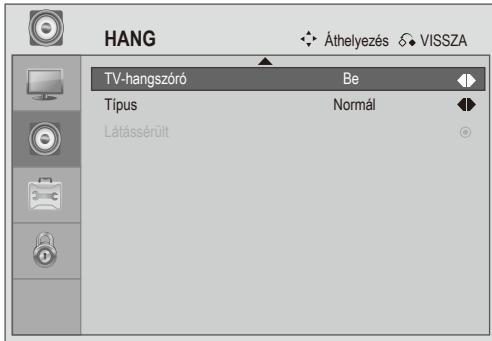 HANG Áthelyezés VISSZA
TV-hangszóró Be
Típus Normál
Látássérült